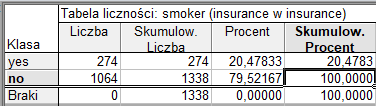 Tabela liczności: smoker (insurance w insurance)
Klasa Liczba Skumulow. Liczba Procent Skumulow. Procent
yes 274 274 20,47833 20,4783
no 1064 1338 79,52167 100,0000
Braki 0 1338 0,00000 100,0000